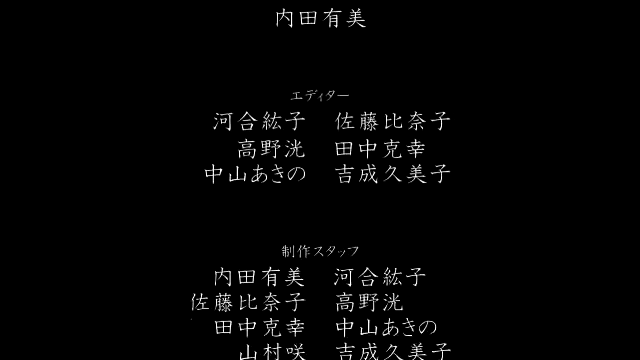 内田有美
エディター
河合紘子 佐藤比奈子
高野洸 田中克幸
中山あきの 吉成久美子
制作スタッフ
内田有美 河合紘子
佐藤比奈子 高野洸
田中克幸 中山あきの
山村咲 吉成久美子